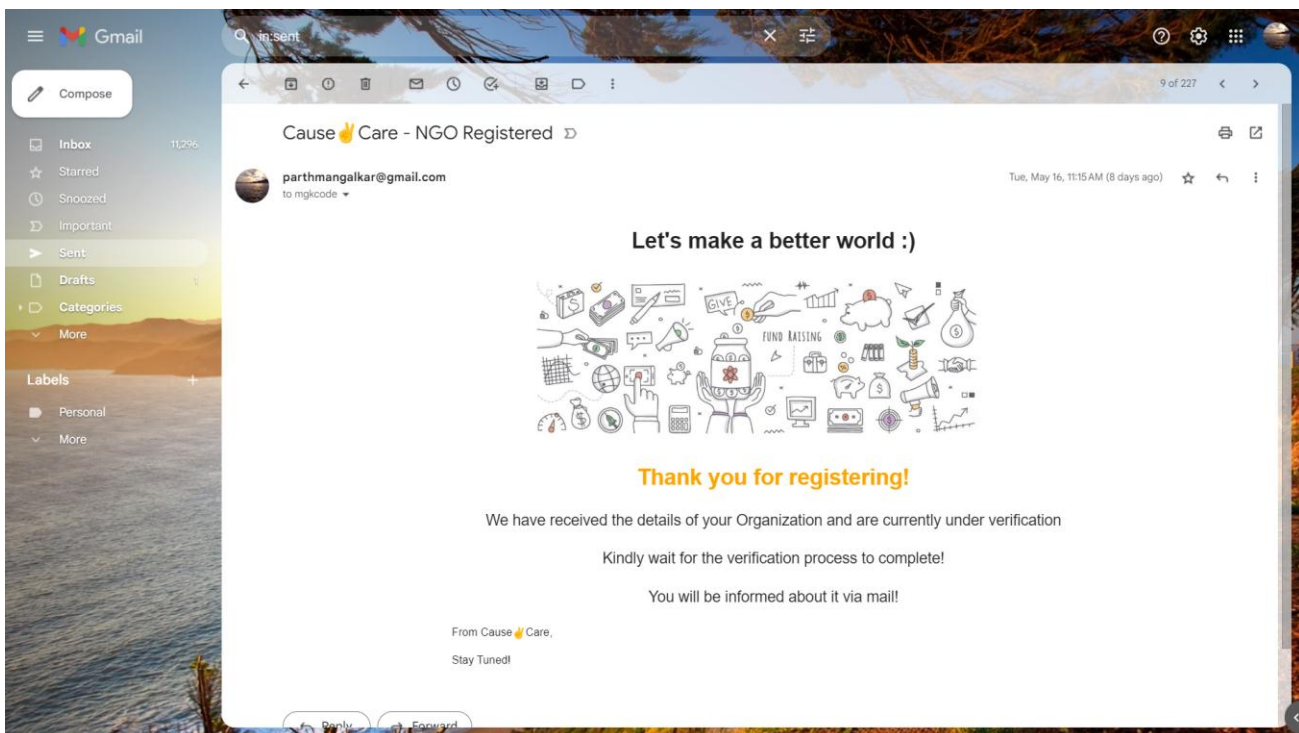 Gmail
in:sent
Compose
9 of 227
Inbox 11,296
Starred
Snoozed
Important
Sent
Drafts
Categories
More
Labels +
Personal
More
Cause✌Care - NGO Registered
parthmangalkar@gmail.com
to mgkcode
Tue, May 16, 11:15 AM (8 days ago)
Let's make a better world :)
GIVE
FUND RAISING
Thank you for registering!
We have received the details of your Organization and are currently under verification
Kindly wait for the verification process to complete!
You will be informed about it via mail!
From Cause✌Care,
Stay Tuned!
Reply Forward